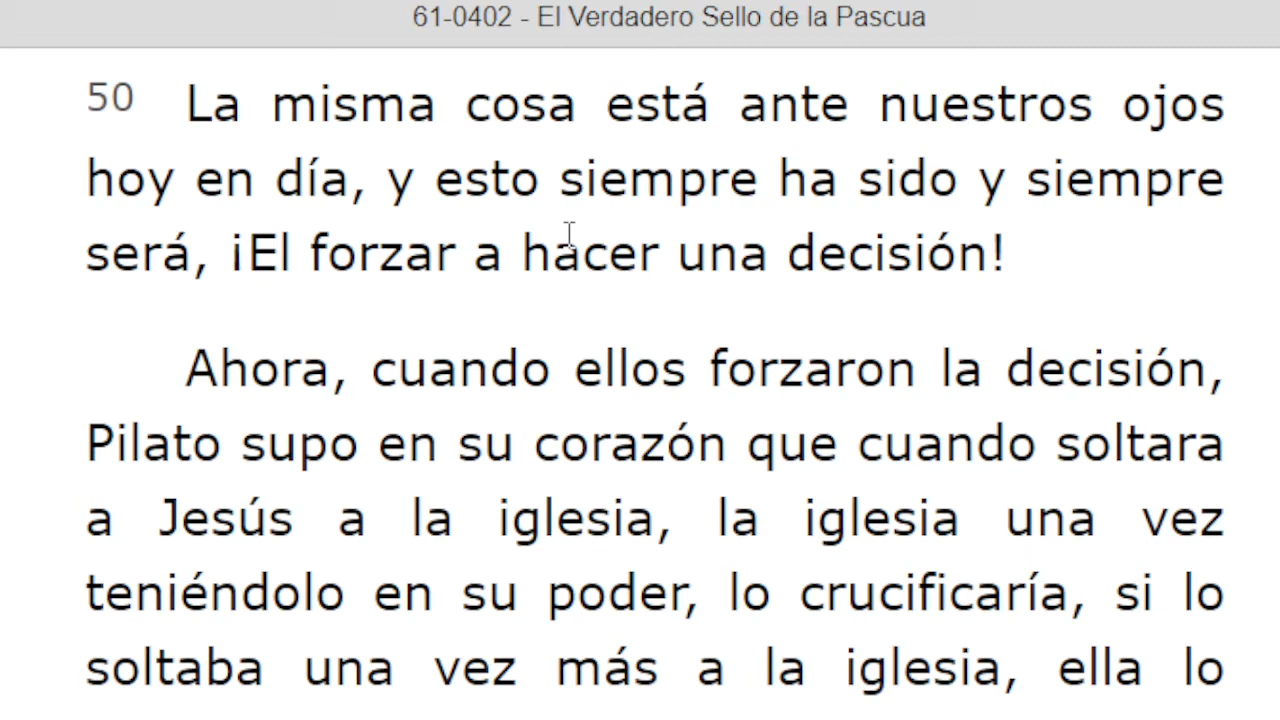 61-0402 - El Verdadero Sello de la Pascua
50 La misma cosa está ante nuestros ojos
hoy en día, y esto siempre ha sido y siempre
será, ¡El forzar a hacer una decisión!
Ahora, cuando ellos forzaron la decisión,
Pilato supo en su corazón que cuando soltara
a Jesús a la iglesia, la iglesia una vez
teniéndolo en su poder, lo crucificaría, si lo
soltaba una vez más a la iglesia, ella lo